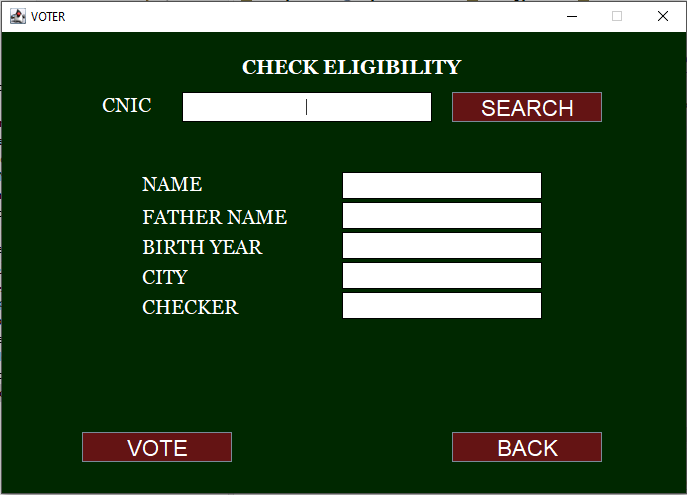 VOTER
CHECK ELIGIBILITY
CNIC SEARCH
NAME
FATHER NAME
BIRTH YEAR
CITY
CHECKER
VOTE BACK